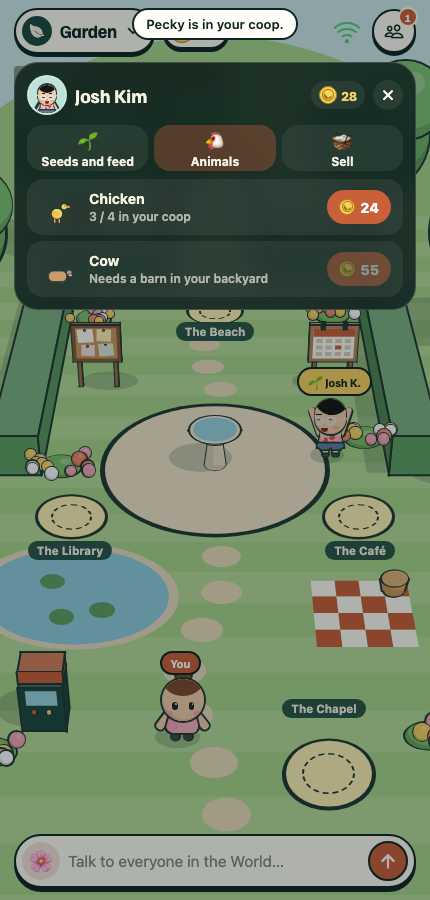 Garden
Pecky is in your coop.
1
Josh Kim
28
Seeds and feed
Animals
Sell
Chicken
3 / 4 in your coop
24
Cow
Needs a barn in your backyard
55
The Beach
Josh K.
The Library
The Café
You
The Chapel
Talk to everyone in the World...